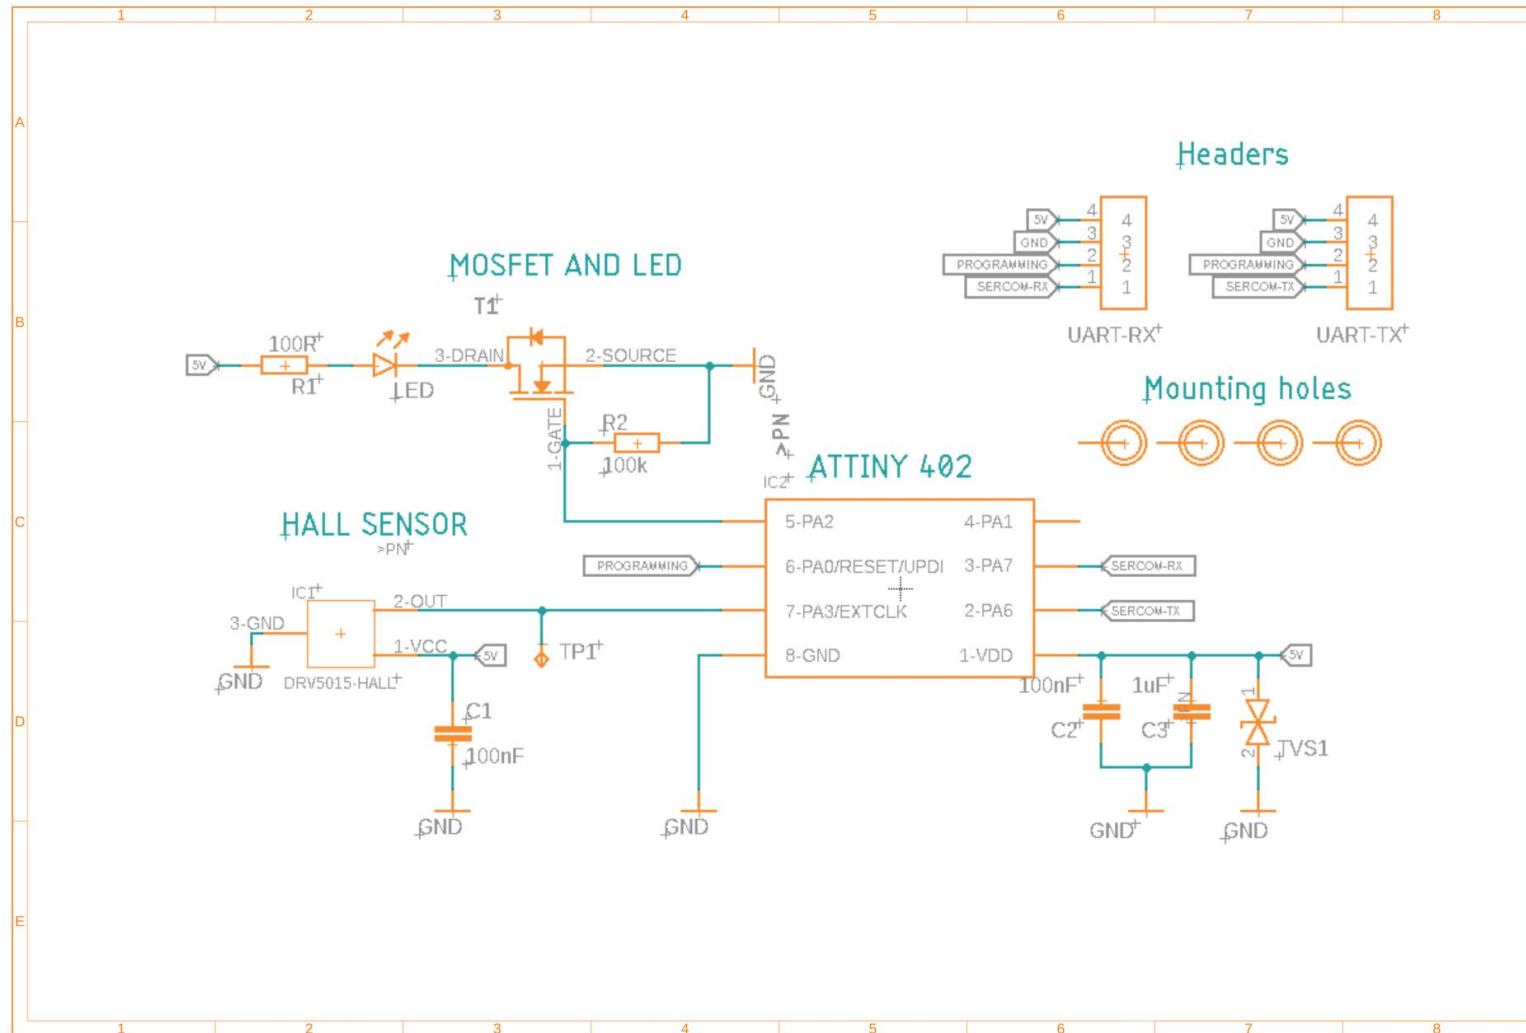 1 2 3 4 5 6 7 8
A
Headers
5V 4 4
GND 3 3
PROGRAMMING 2 2
SERCOM-RX 1 1
UART-RX
5V 4 4
GND 3 3
PROGRAMMING 2 2
SERCOM-TX 1 1
UART-TX
B
MOSFET AND LED
T1
5V
100R
R1
LED
3-DRAIN
2-SOURCE
1-GATE
GND
R2
100k
>PN
Mounting holes
C
ATTINY 402
IC2
5-PA2 4-PA1
PROGRAMMING 6-PA0/RESET/UPDI 3-PA7 SERCOM-RX
7-PA3/EXTCLK 2-PA6 SERCOM-TX
8-GND 1-VDD 5V
GND
HALL SENSOR
>PN
IC1
2-OUT
3-GND
1-VCC 5V
GND
DRV5015-HALL
TP1
C1
100nF
GND
D
100nF
C2
1uF
>PN
C3
GND
1
2
TVS1
GND
E
1 2 3 4 5 6 7 8